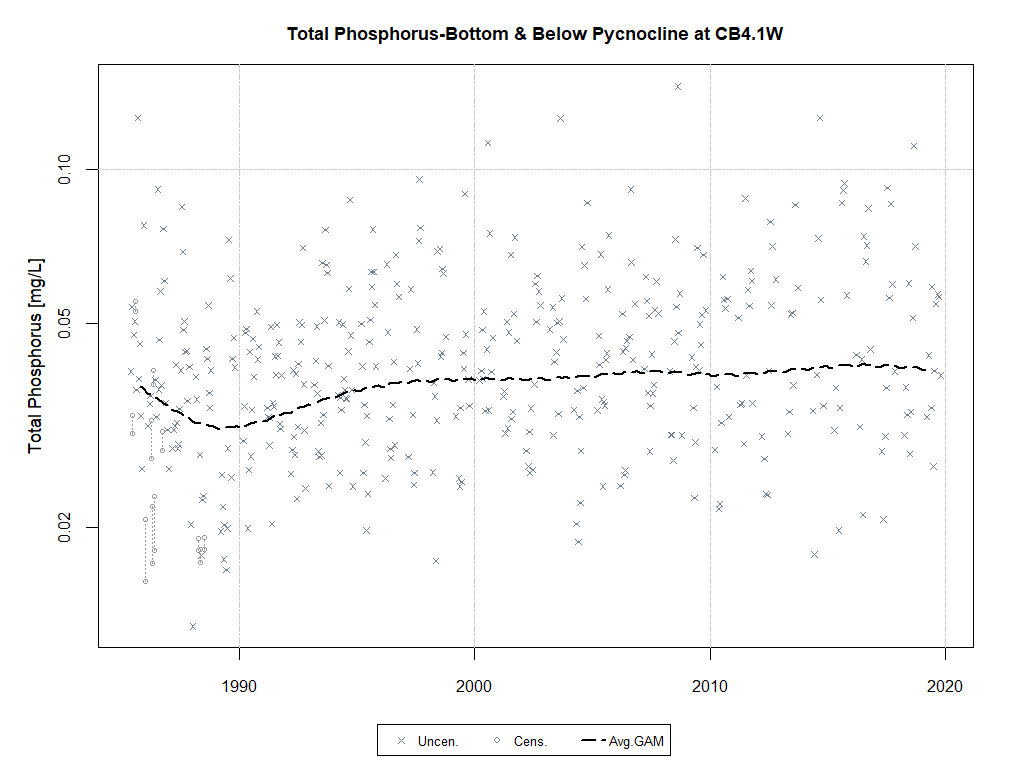 Total Phosphorus-Bottom & Below Pycnocline at CB4.1W
Total Phosphorus [mg/L]
0.10
0.05
0.02
1990 2000 2010 2020
Uncen. Cens. Avg.GAM